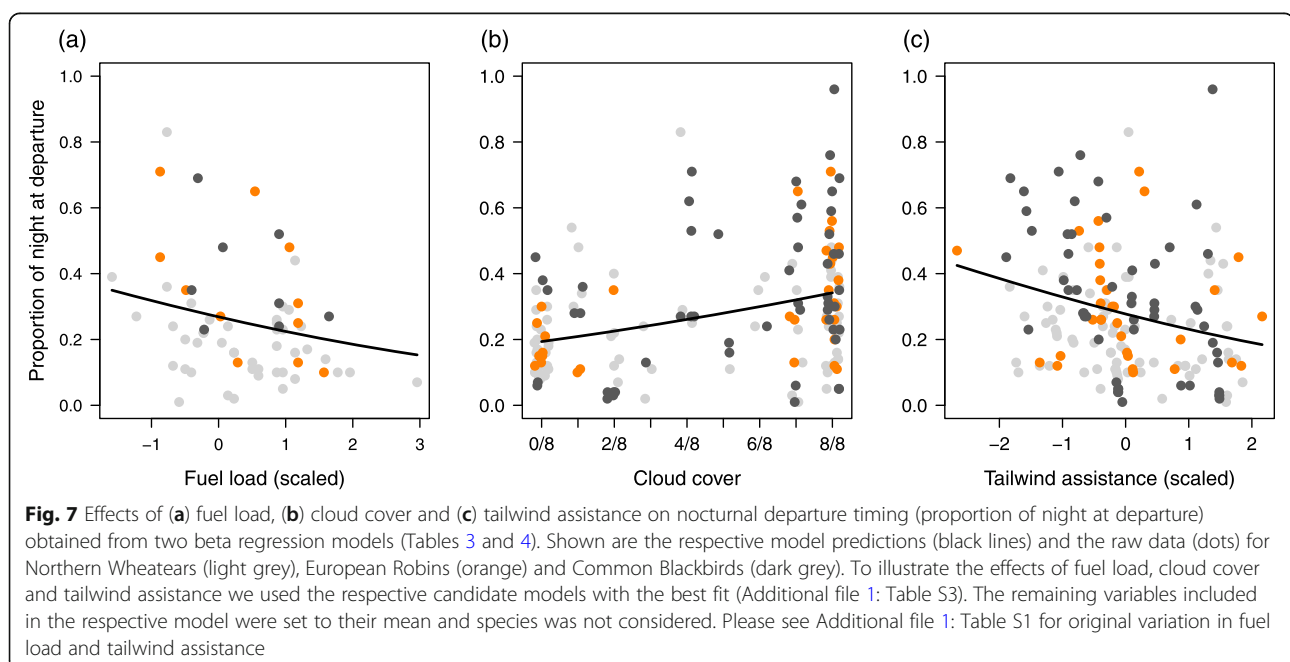 (a)
(b)
(c)
Proportion of night at departure
1.0
0.8
0.6
0.4
0.2
0.0
−1
0
1
2
3
Fuel load (scaled)
1.0
0.8
0.6
0.4
0.2
0.0
0/8
2/8
4/8
6/8
8/8
Cloud cover
1.0
0.8
0.6
0.4
0.2
0.0
−2
−1
0
1
2
Tailwind assistance (scaled)
Fig. 7 Effects of (a) fuel load, (b) cloud cover and (c) tailwind assistance on nocturnal departure timing (proportion of night at departure)
obtained from two beta regression models (Tables 3 and 4). Shown are the respective model predictions (black lines) and the raw data (dots) for
Northern Wheatears (light grey), European Robins (orange) and Common Blackbirds (dark grey). To illustrate the effects of fuel load, cloud cover
and tailwind assistance we used the respective candidate models with the best fit (Additional file 1: Table S3). The remaining variables included
in the respective model were set to their mean and species was not considered. Please see Additional file 1: Table S1 for original variation in fuel
load and tailwind assistance